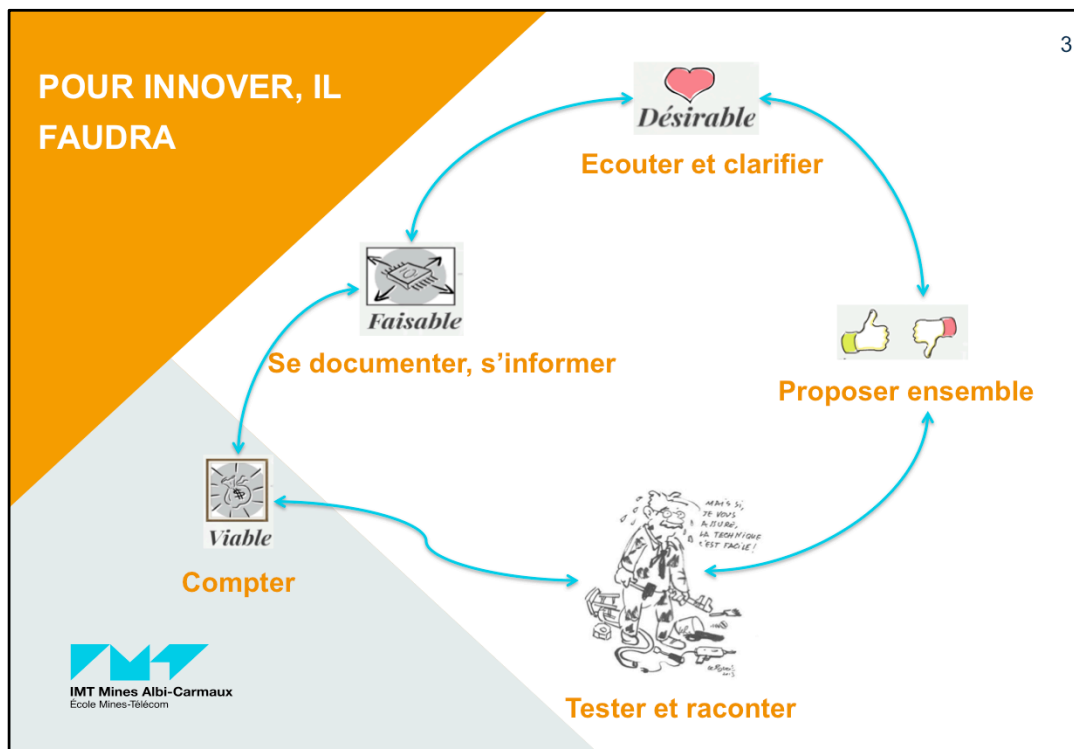 3
POUR INNOVER, IL
FAUDRA
Désirable
Ecouter et clarifier
Faisable
Se documenter, s’informer
Proposer ensemble
Viable
Compter
MAIS SI,
JE VOUS
ASSURE,
LA TECHNIQUE
C'EST FACILE !
Tester et raconter
IMT Mines Albi-Carmaux
École Mines-Télécom